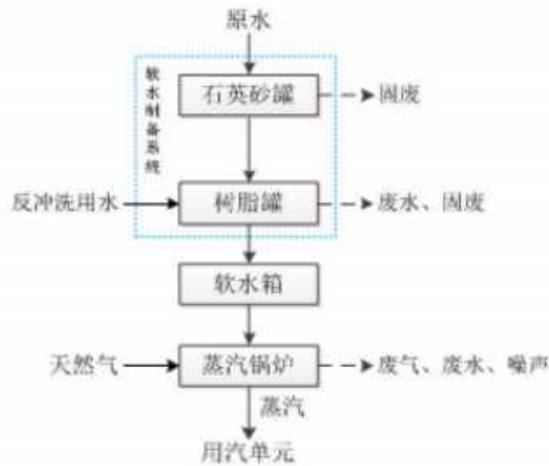 原水
软水制备系统
石英砂罐
固废
反冲洗用水
树脂罐
废水、固废
软水箱
天然气
蒸汽锅炉
废气、废水、噪声
蒸汽
用汽单元